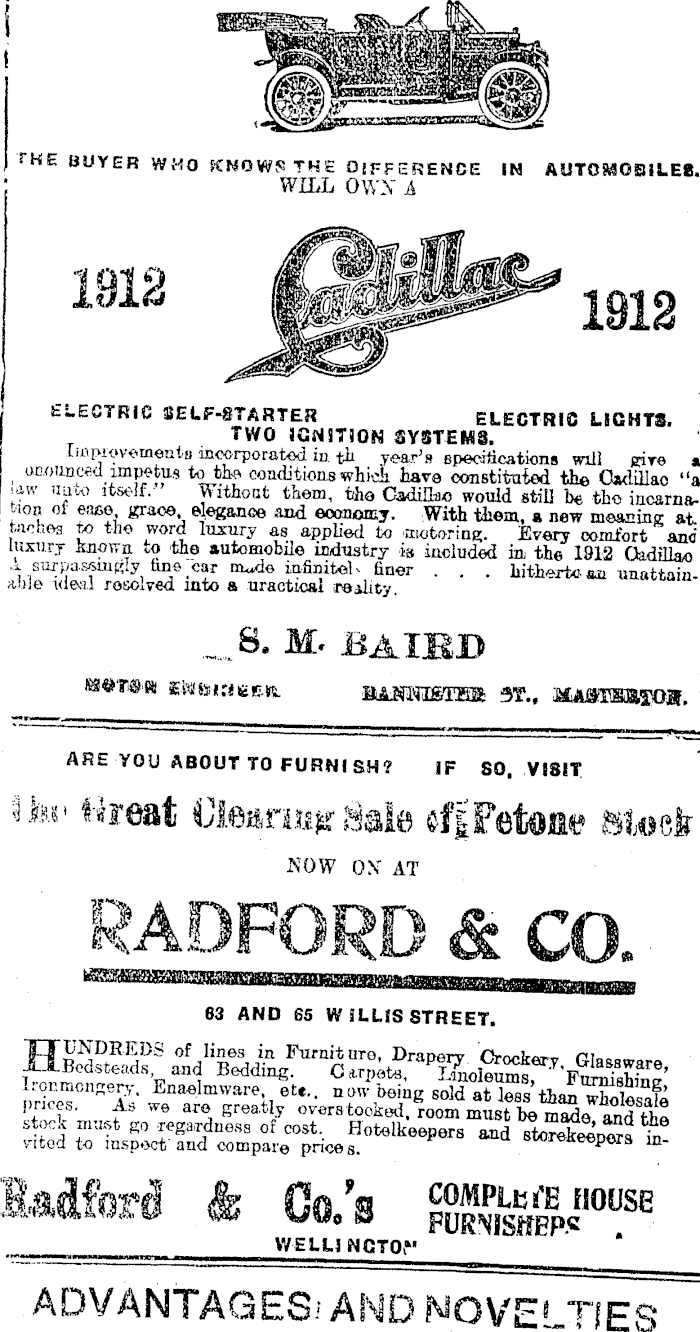 THE BUYER WHO KNOWS THE DIFFERENCE IN AUTOMOBILES.
WILL OWN A
1912 Cadillac 1912
ELECTRIC SELF-STARTER ELECTRIC LIGHTS.
TWO IGNITION SYSTEMS.
Improvements incorporated in th year's specifications will give a
onounced impetus to the conditions which have constituted the Cadillac "a
law unto itself." Without them, the Cadillac would still be the incarna-
tion of ease, grace, elegance and economy. With them, a new meaning at.
taches to the word luxury as applied to motoring. Every comfort and
luxury known to the automobile industry is included in the 1912 Cadillac
A surpassingly fine car made infinitel finer . . . hitherto an unattain-
able ideal resolved into a uractical reality.
S. M. BAIRD
MOTOR ENGINEER BANNISTER ST., MASTERTON.
ARE YOU ABOUT TO FURNISH? IF SO, VISIT
The Great Clearing Sale of Petone Stock
NOW ON AT
RADFORD & CO.
63 AND 65 WILLIS STREET.
HUNDREDS of lines in Furniture, Drapery Crockery, Glassware,
Bedsteads, and Bedding. Carpets, Linoleums, Furnishing,
Ironmongery, Enaelmware, etc., now being sold at less than wholesale
prices. As we are greatly overstocked, room must be made, and the
stock must go regardness of cost. Hotelkeepers and storekeepers in-
vited to inspect and compare prices.
Radford & Co.'s COMPLETE HOUSE
FURNISHERS
WELLINGTON
ADVANTAGES AND NOVELTIES